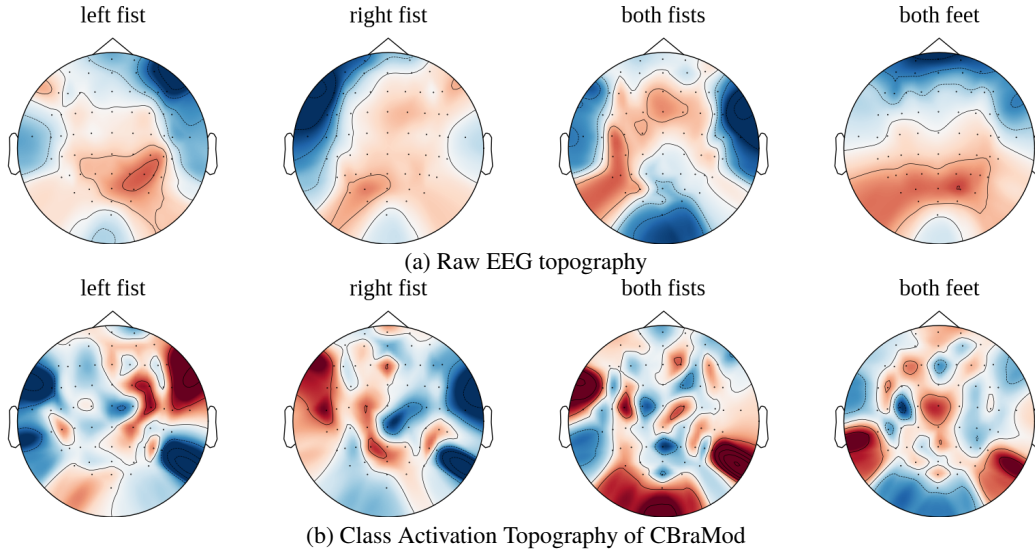 left fist right fist both fists both feet
(a) Raw EEG topography
left fist right fist both fists both feet
(b) Class Activation Topography of CBraMod